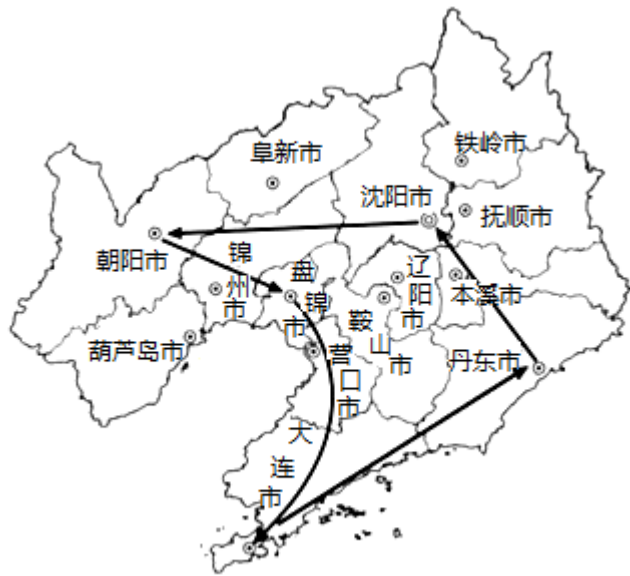 阜新市
铁岭市
沈阳市
抚顺市
朝阳市
锦州市
盘锦市
辽阳市
本溪市
鞍山市
葫芦岛市
营口市
丹东市
大连市